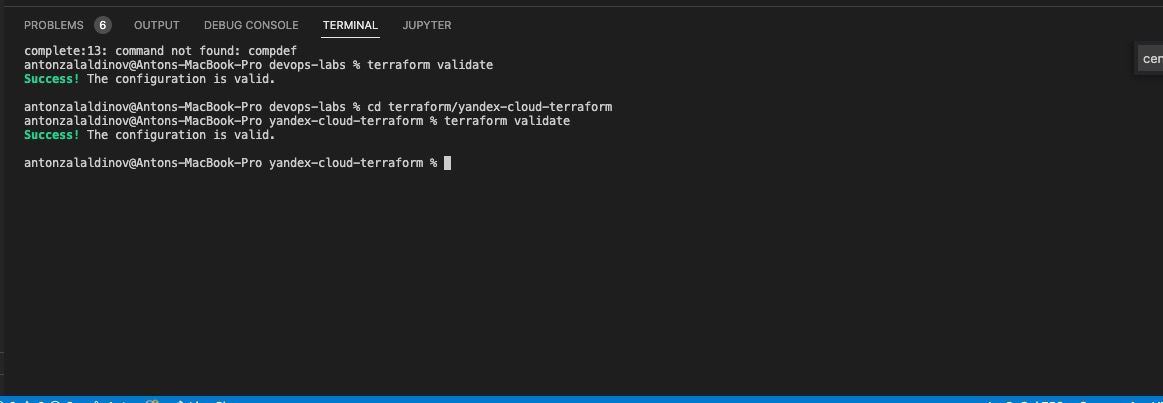 PROBLEMS 6 OUTPUT DEBUG CONSOLE TERMINAL JUPYTER
complete:13: command not found: compdef
antonzalaldinov@Antons-MacBook-Pro devops-labs % terraform validate
Success! The configuration is valid.
antonzalaldinov@Antons-MacBook-Pro devops-labs % cd terraform/yandex-cloud-terraform
antonzalaldinov@Antons-MacBook-Pro yandex-cloud-terraform % terraform validate
Success! The configuration is valid.
antonzalaldinov@Antons-MacBook-Pro yandex-cloud-terraform %